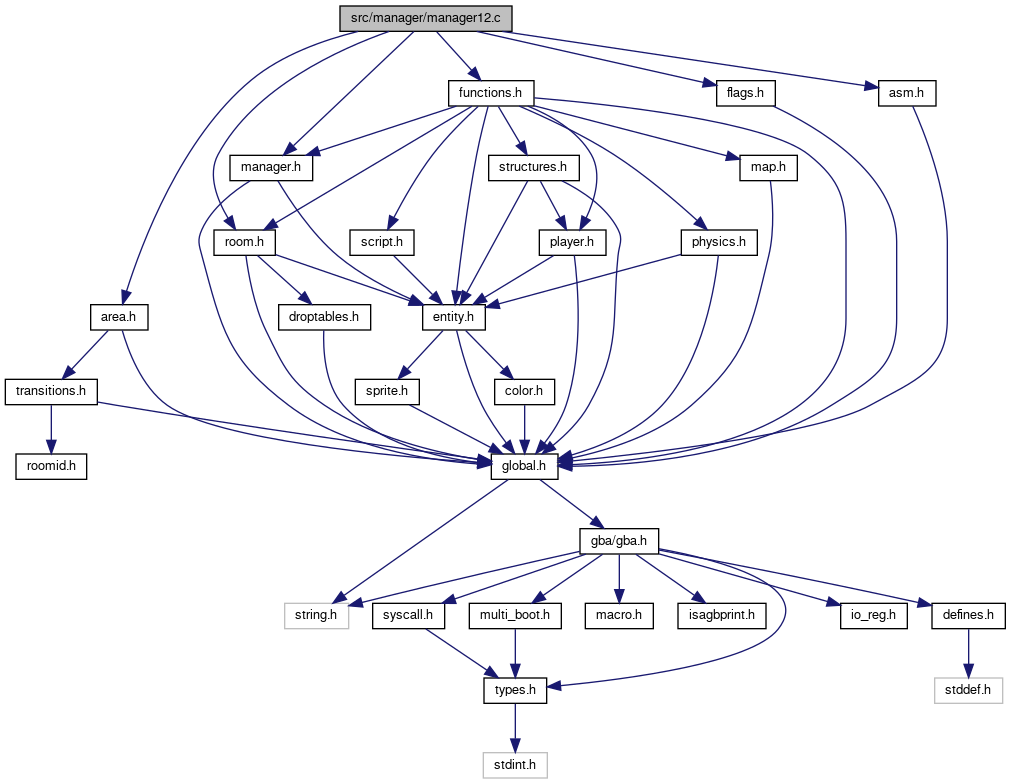 src/manager/manager12.c
functions.h
flags.h
asm.h
manager.h
structures.h
map.h
room.h
script.h
player.h
physics.h
area.h
droptables.h
entity.h
transitions.h
sprite.h
color.h
roomid.h
global.h
gba/gba.h
string.h
syscall.h
multi_boot.h
macro.h
isagbprint.h
io_reg.h
defines.h
types.h
stddef.h
stdint.h